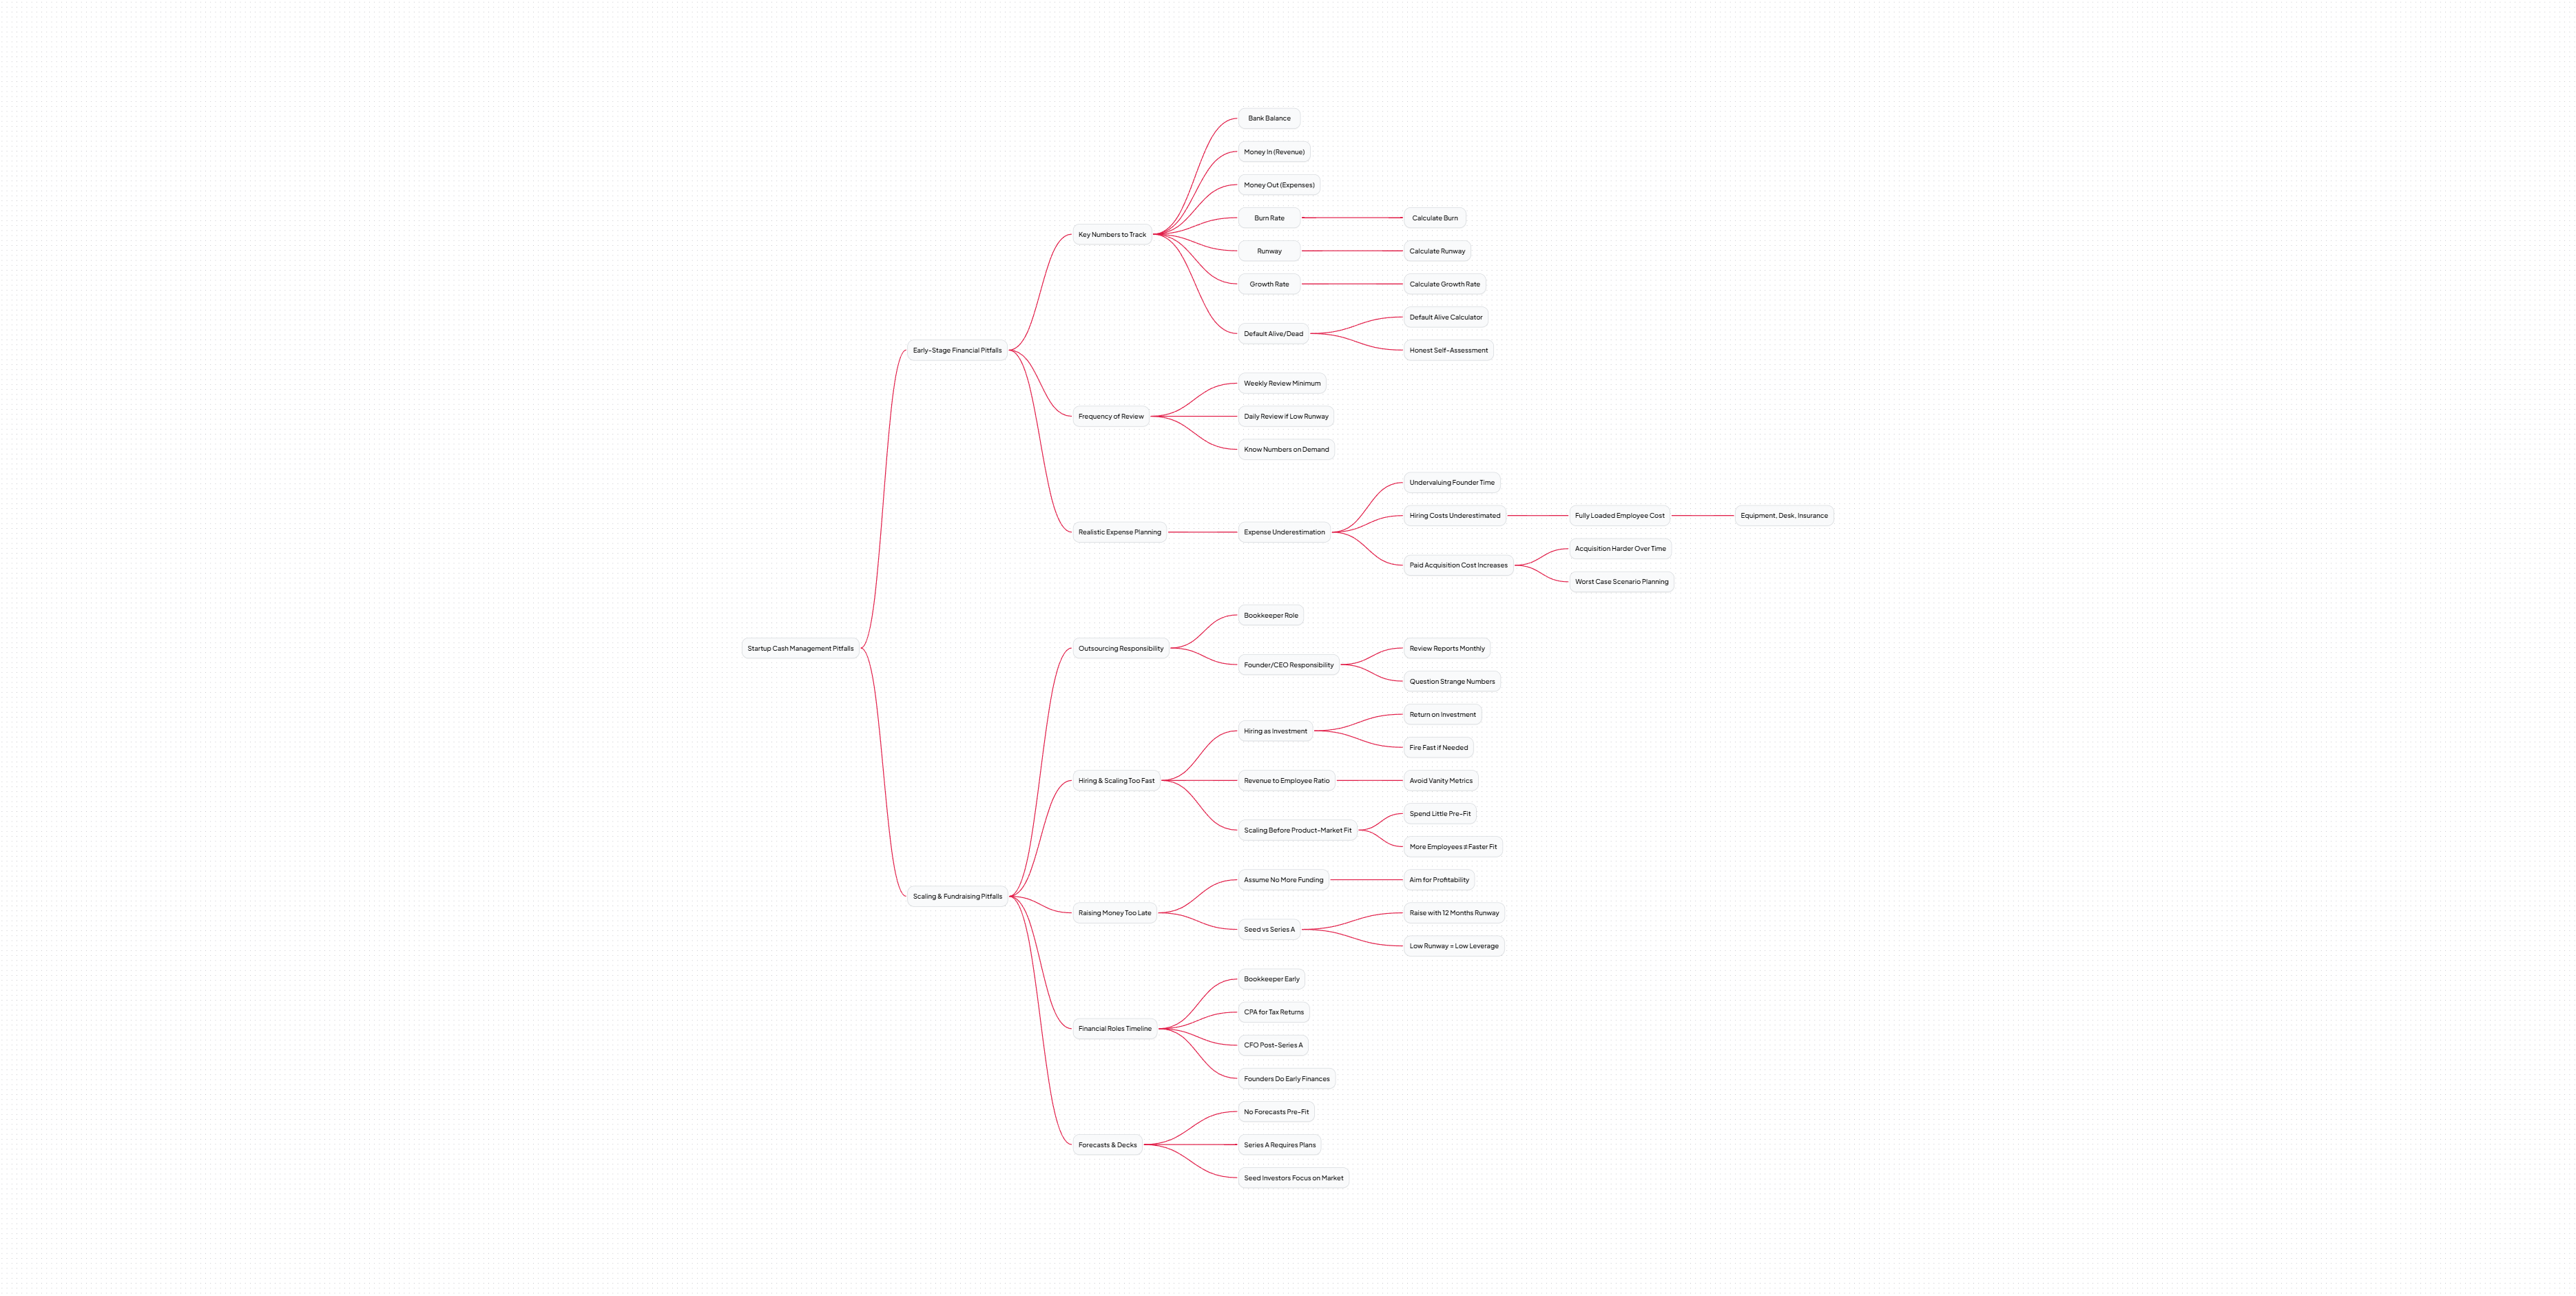 Startup Cash Management Pitfalls
Early-Stage Financial Pitfalls
Key Numbers to Track
Bank Balance
Money In (Revenue)
Money Out (Expenses)
Burn Rate
Calculate Burn
Runway
Calculate Runway
Growth Rate
Calculate Growth Rate
Default Alive/Dead
Default Alive Calculator
Honest Self-Assessment
Frequency of Review
Weekly Review Minimum
Daily Review if Low Runway
Know Numbers on Demand
Realistic Expense Planning
Expense Underestimation
Undervaluing Founder Time
Hiring Costs Underestimated
Fully Loaded Employee Cost
Equipment, Desk, Insurance
Paid Acquisition Cost Increases
Acquisition Harder Over Time
Worst Case Scenario Planning
Scaling & Fundraising Pitfalls
Outsourcing Responsibility
Bookkeeper Role
Founder/CEO Responsibility
Review Reports Monthly
Question Strange Numbers
Hiring & Scaling Too Fast
Hiring as Investment
Return on Investment
Fire Fast if Needed
Revenue to Employee Ratio
Avoid Vanity Metrics
Scaling Before Product-Market Fit
Spend Little Pre-Fit
More Employees ≠ Faster Fit
Raising Money Too Late
Assume No More Funding
Aim for Profitability
Seed vs Series A
Raise with 12 Months Runway
Low Runway = Low Leverage
Financial Roles Timeline
Bookkeeper Early
CPA for Tax Returns
CFO Post-Series A
Founders Do Early Finances
Forecasts & Decks
No Forecasts Pre-Fit
Series A Requires Plans
Seed Investors Focus on Market